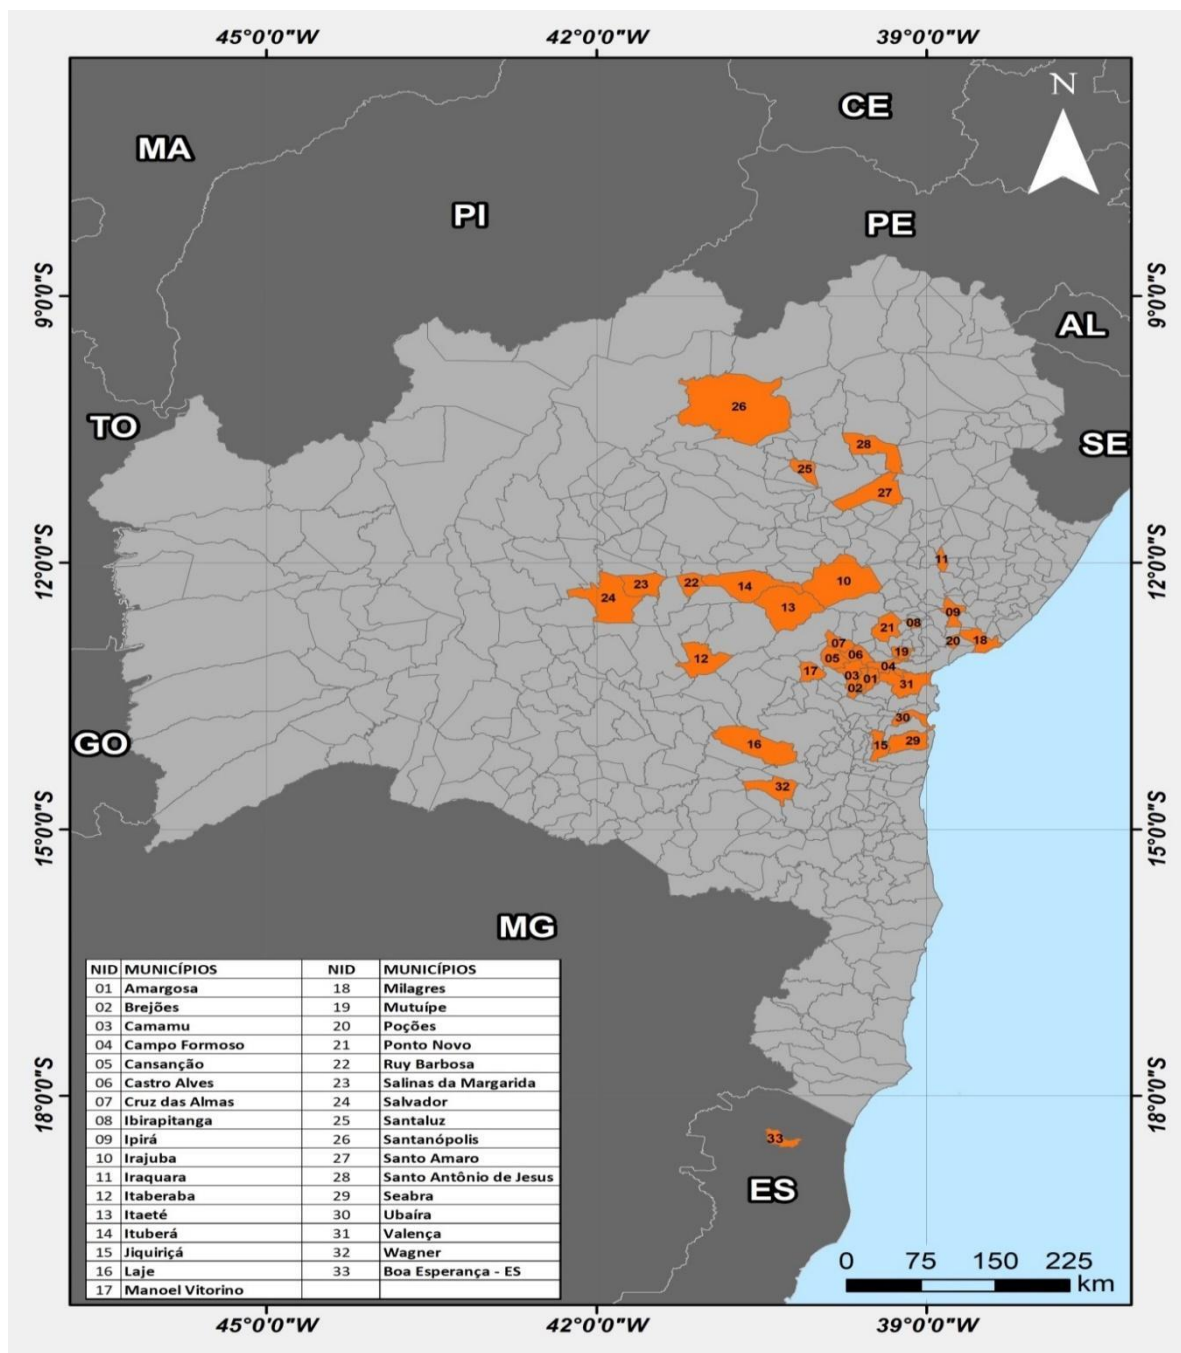 45°0'0"W 42°0'0"W 39°0'0"W
N
CE
MA
PI
PE
9°0'0"S 9°0'0"S
AL
TO
SE
26
28
25
27
12°0'0"S 12°0'0"S
11
10
14
22
23
24
13
09
08
21
18
20
07
19
05
06
12
04
17
03
01
31
02
30
GO
16
15
29
32
15°0'0"S 15°0'0"S
MG
NID MUNICÍPIOS NID MUNICÍPIOS
01 Amargosa 18 Milagres
02 Brejões 19 Mutuípe
03 Camamu 20 Poções
04 Campo Formoso 21 Ponto Novo
05 Cansanção 22 Ruy Barbosa
06 Castro Alves 23 Salinas da Margarida
07 Cruz das Almas 24 Salvador
08 Ibirapitanga 25 Santaluz
09 Ipirá 26 Santanópolis
10 Irajuba 27 Santo Amaro
11 Iraquara 28 Santo Antônio de Jesus
12 Itaberaba 29 Seabra
13 Itaeté 30 Ubaíra
14 Ituberá 31 Valença
15 Jiquiriçá 32 Wagner
16 Laje 33 Boa Esperança - ES
17 Manoel Vitorino
18°0'0"S 18°0'0"S
33
ES
0 75 150 225
km
45°0'0"W 42°0'0"W 39°0'0"W